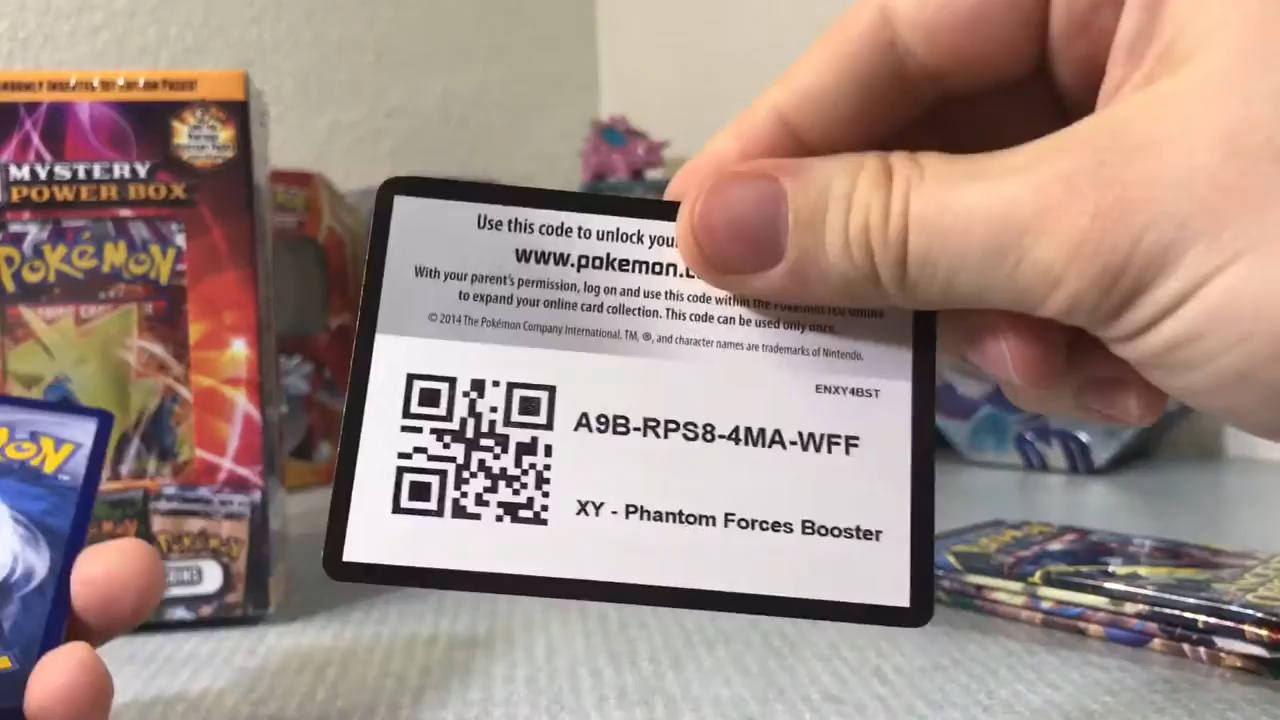 MYSTERY
POWER BOX
POKéMON
Use this code to unlock
www.pokemon.
With your parent's permission, log on and use this code within the Pokémon TCG Online
to expand your online card collection. This code can be used only once.
© 2014 The Pokémon Company International. TM, ®, and character names are trademarks of Nintendo.
ENXY4BST
A9B-RPS8-4MA-WFF
XY - Phantom Forces Booster